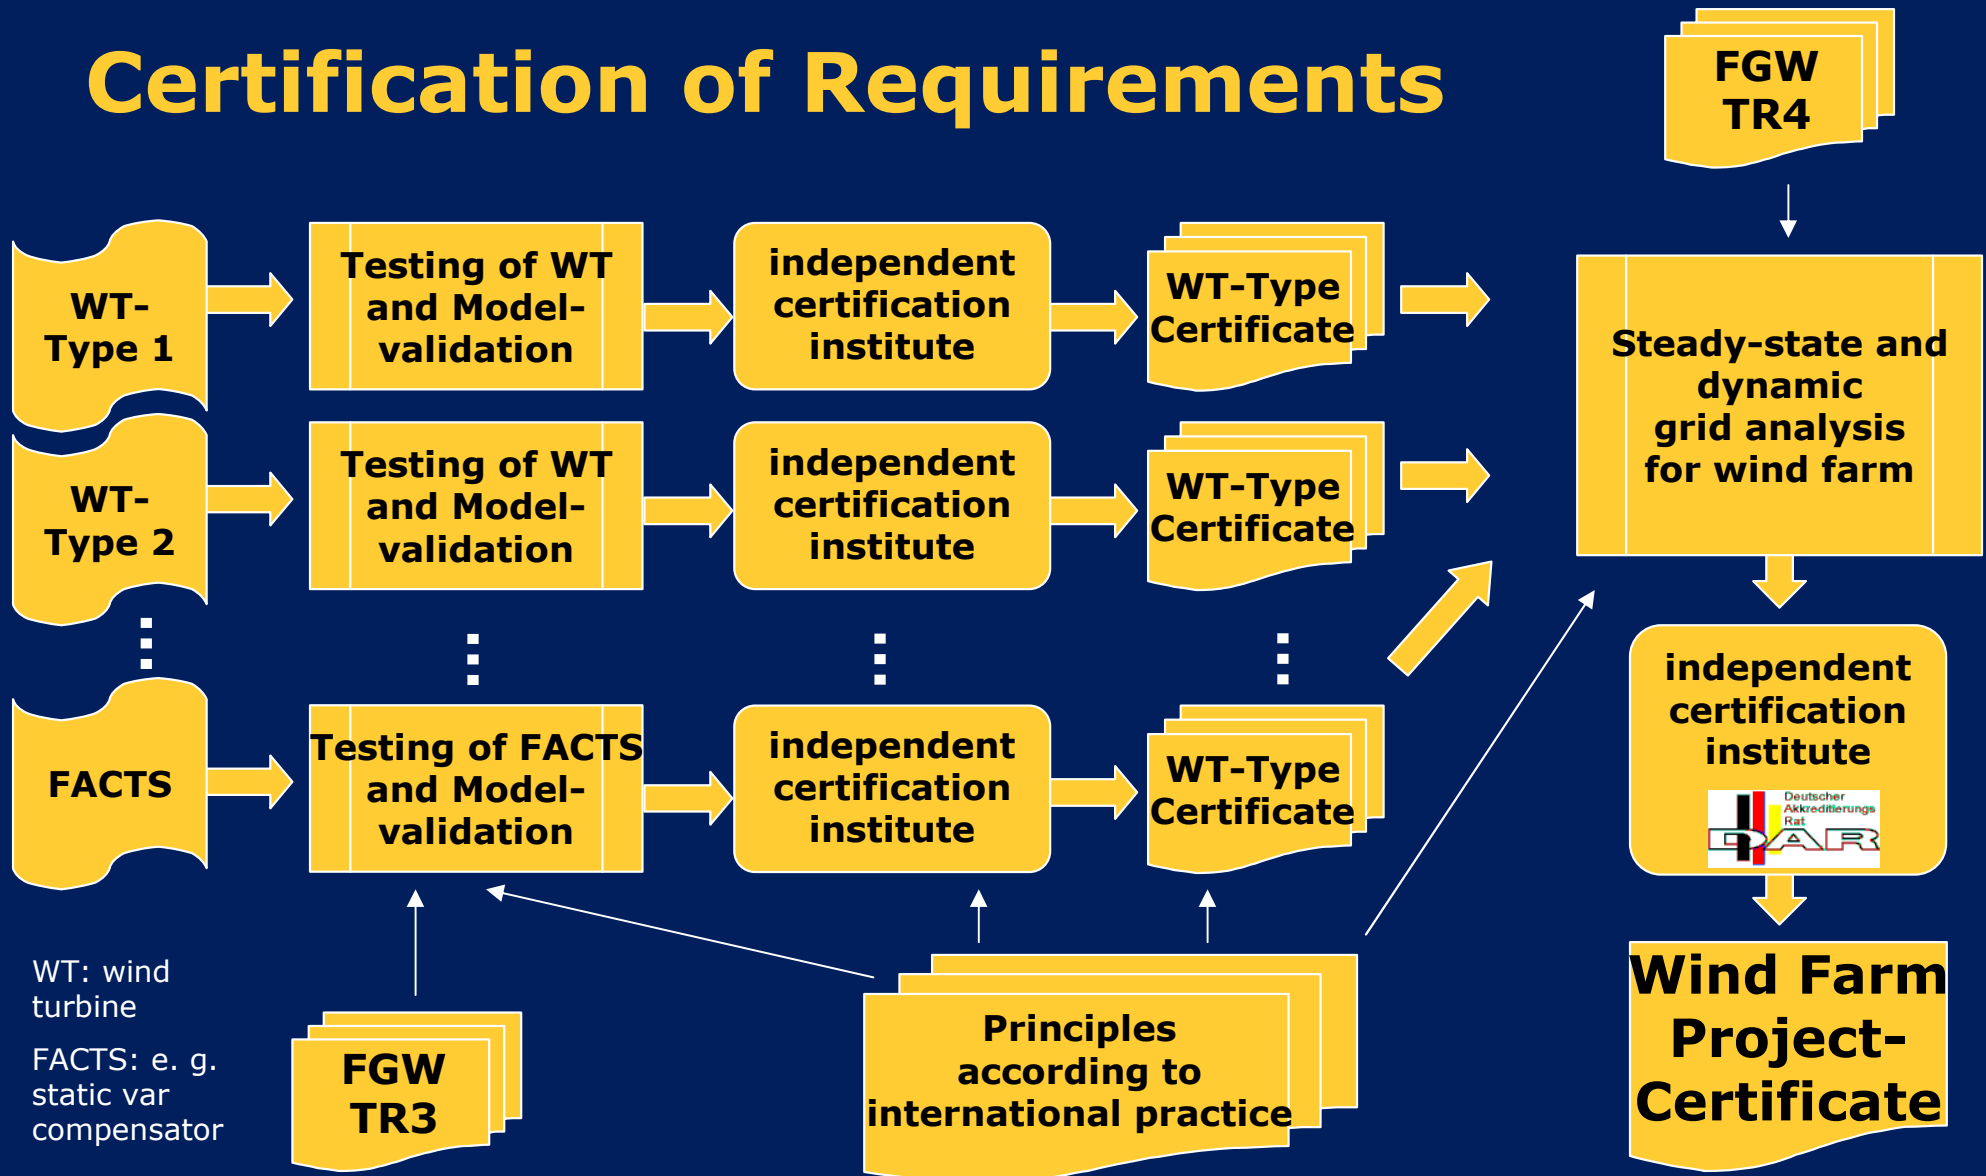 Certification of Requirements
FGW
TR4
WT-
Type 1
Testing of WT
and Model-
validation
independent
certification
institute
WT-Type
Certificate
WT-
Type 2
Testing of WT
and Model-
validation
independent
certification
institute
WT-Type
Certificate
FACTS
Testing of FACTS
and Model-
validation
independent
certification
institute
WT-Type
Certificate
Steady-state and
dynamic
grid analysis
for wind farm
independent
certification
institute
Deutscher
Akkreditierungs
Rat
DAR
Wind Farm
Project-
Certificate
WT: wind
turbine
FACTS: e. g.
static var
compensator
FGW
TR3
Principles
according to
international practice